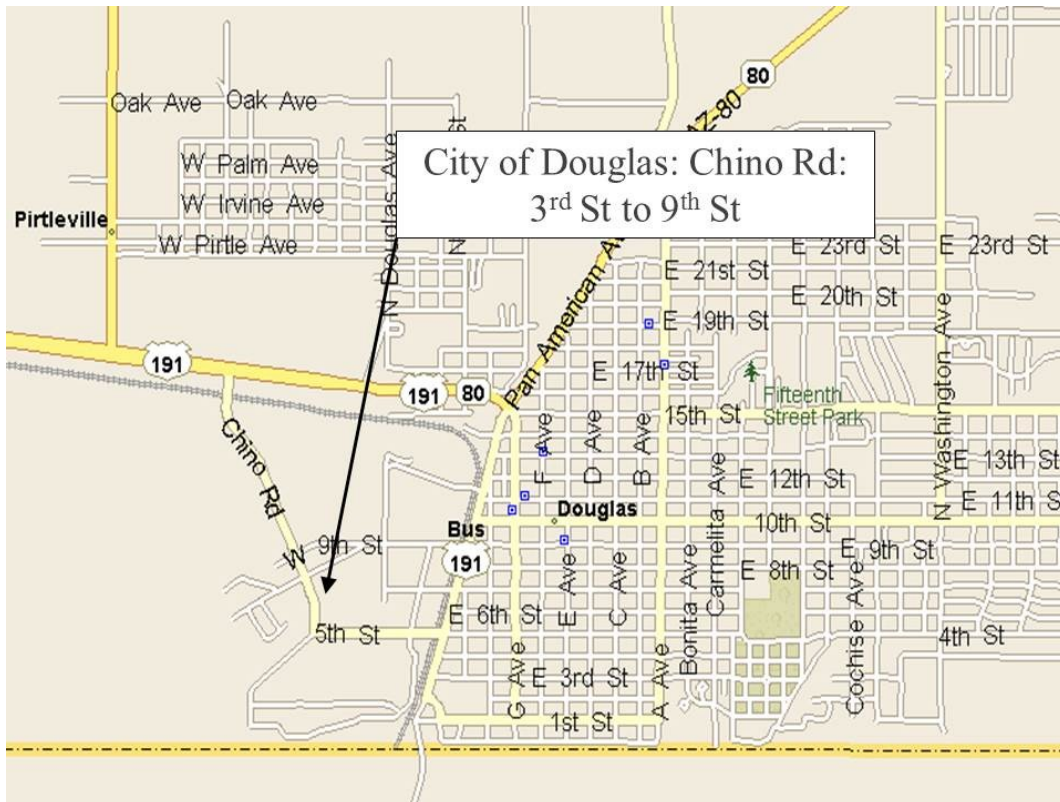 80
Oak Ave
Oak Ave
AZ-80
City of Douglas: Chino Rd:
3rd St to 9th St
W Palm Ave
W Irvine Ave
Pirtleville
W Pirtle Ave
N Douglas Ave
E 23rd St
E 23rd St
E 21st St
E 20th St
E 19th St
Pan American
191
191
80
E 17th St
15th St
Fifteenth
Street Park
N Washington Ave
Chino Rd
F Ave
D Ave
B Ave
E 12th St
E 13th St
E 11th St
Douglas
10th St
Bus
191
W 9th St
E 9th St
E 8th St
Carmelita Ave
Bonita Ave
E Ave
C Ave
E 6th St
5th St
4th St
Cochise Ave
E 3rd St
G Ave
A Ave
1st St